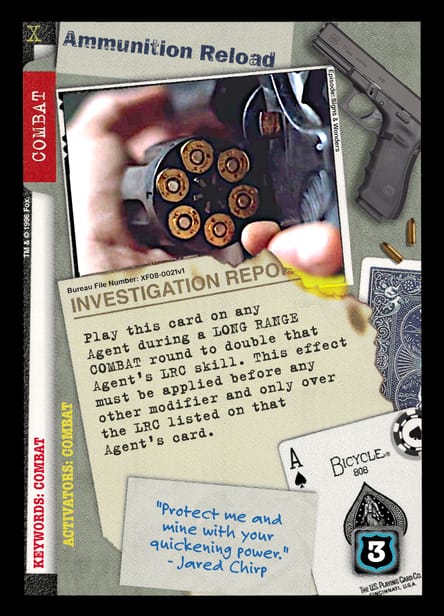 X
Ammunition Reload
COMBAT
Episode: Signs & Wonders
TM & © 1996 Fox.
Bureau File Number: XF08-0021v1
INVESTIGATION REPO
Play this card on any
Agent during a LONG RANGE
COMBAT round to double that
Agent's LRC skill. This effect
must be applied before any
other modifier and only over
the LRC listed on that
Agent's card.
KEYWORDS: COMBAT
ACTIVATORS: COMBAT
A
BICYCLE®
808
"Protect me and
mine with your
quickening power."
- Jared Chirp
3
THE U.S. PLAYING CARD CO.
CINCINNATI, U.S.A.